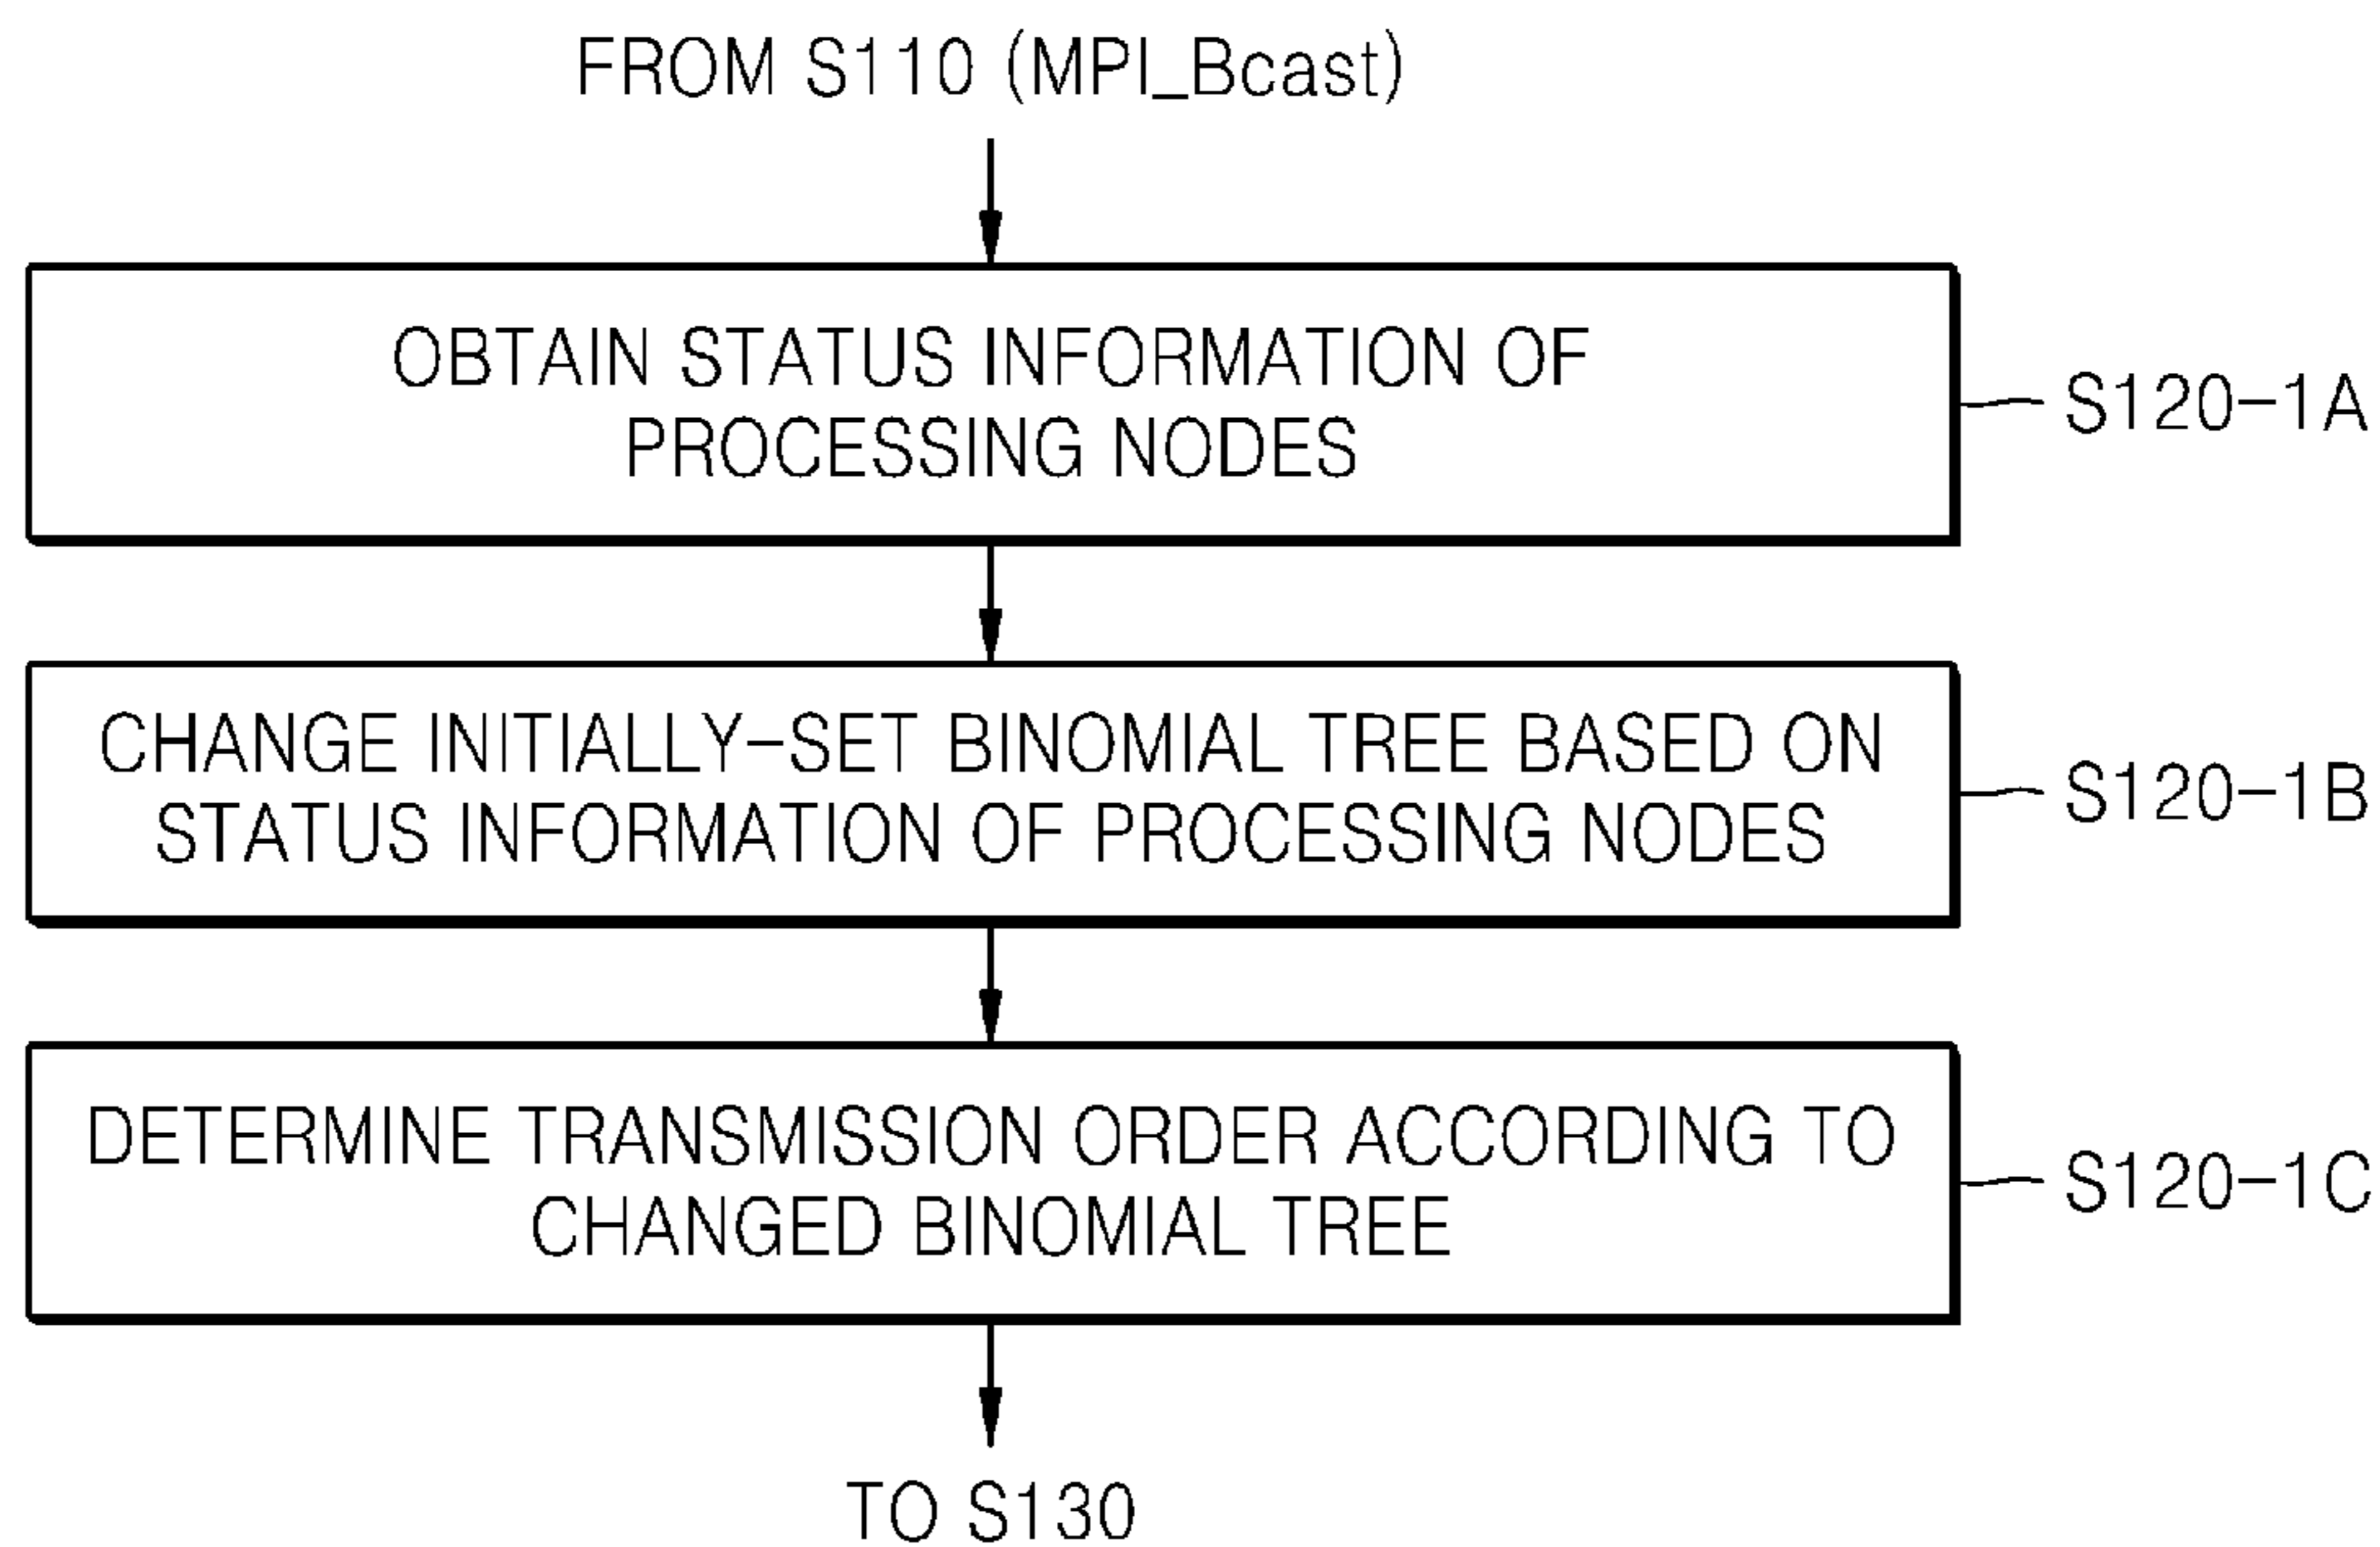 FROM S110 (MPI_Bcast)
OBTAIN STATUS INFORMATION OF
PROCESSING NODES
S120-1A
CHANGE INITIALLY-SET BINOMIAL TREE BASED ON
STATUS INFORMATION OF PROCESSING NODES
S120-1B
DETERMINE TRANSMISSION ORDER ACCORDING TO
CHANGED BINOMIAL TREE
S120-1C
TO S130